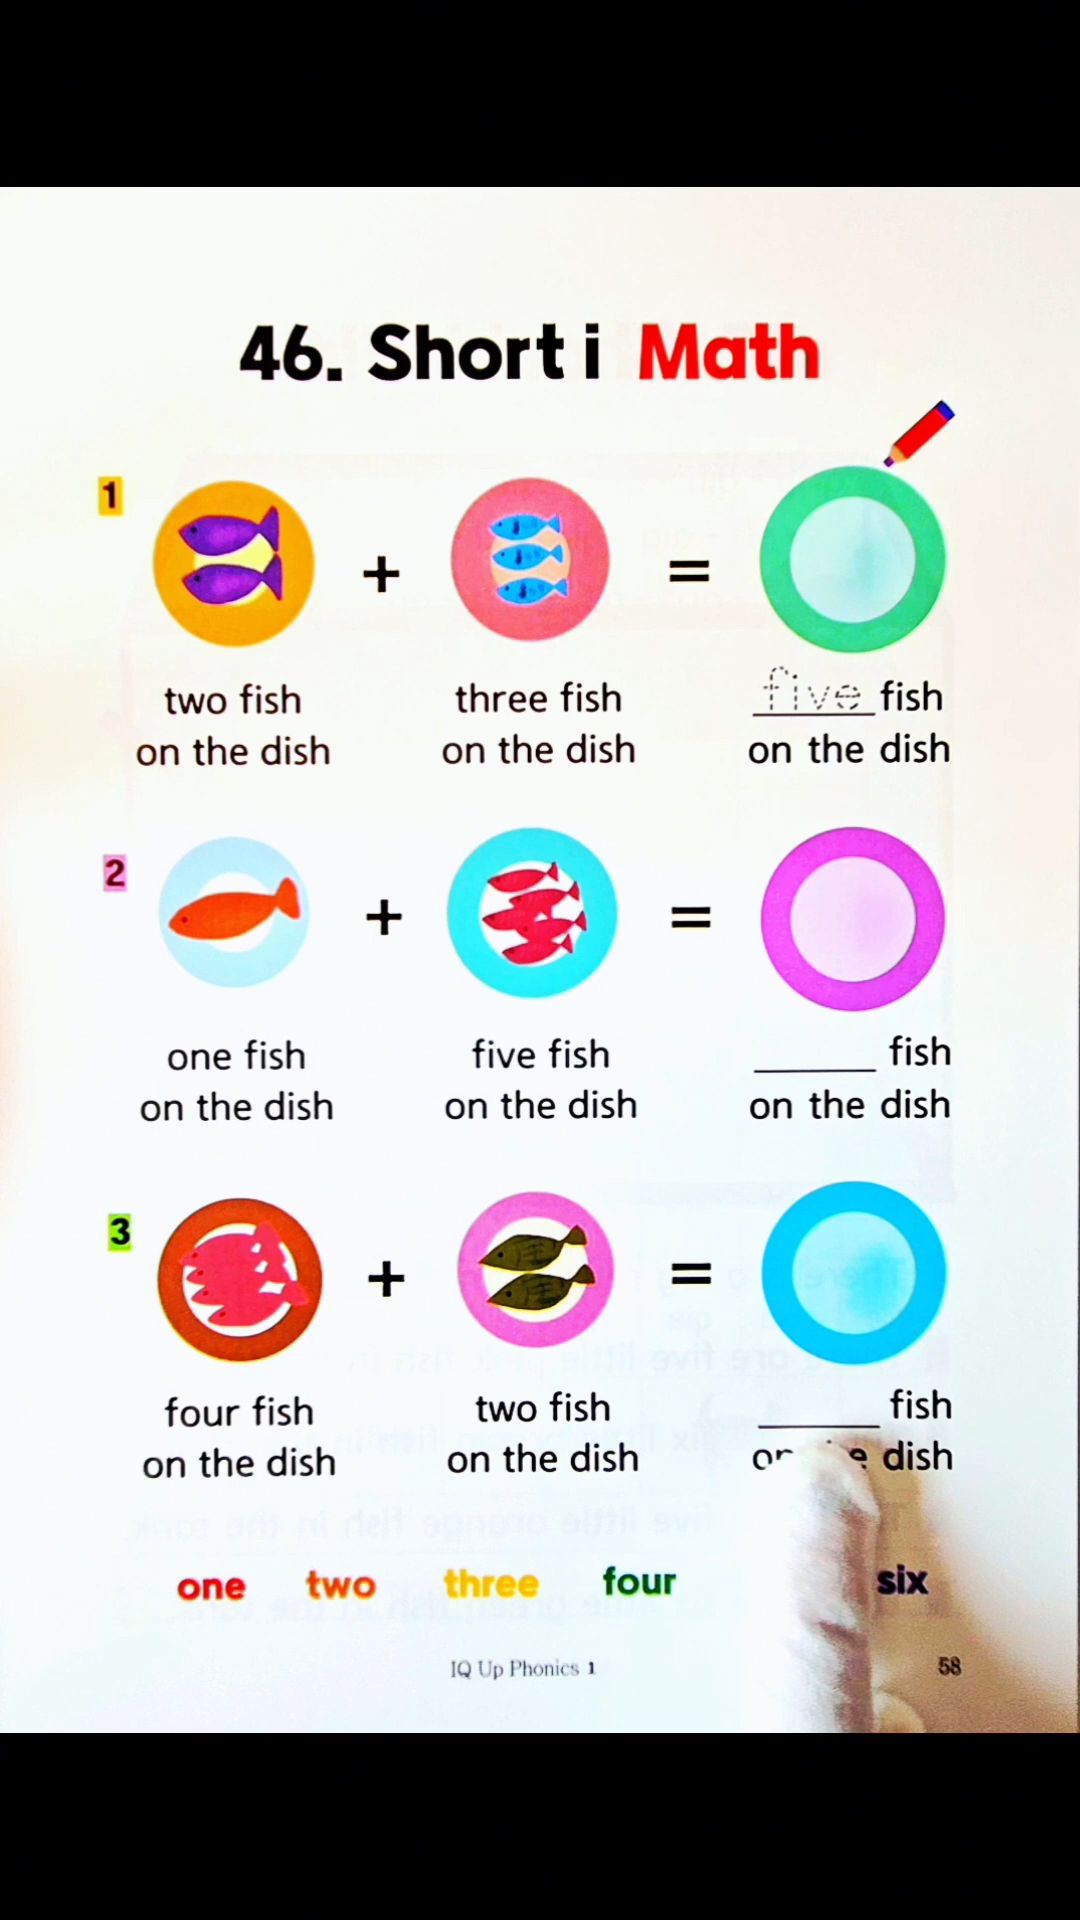 46. Short i Math
1
+
=
two fish
on the dish
three fish
on the dish
five fish
on the dish
2
+
=
one fish
on the dish
five fish
on the dish
______ fish
on the dish
3
+
=
four fish
on the dish
two fish
on the dish
______ fish
dish
one two three four six
IQ Up Phonics 1
58